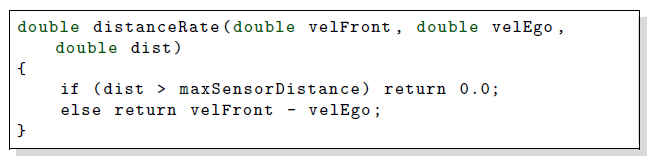 double distanceRate(double velFront, double velEgo,
    double dist)
{
    if (dist > maxSensorDistance) return 0.0;
    else return velFront - velEgo;
}